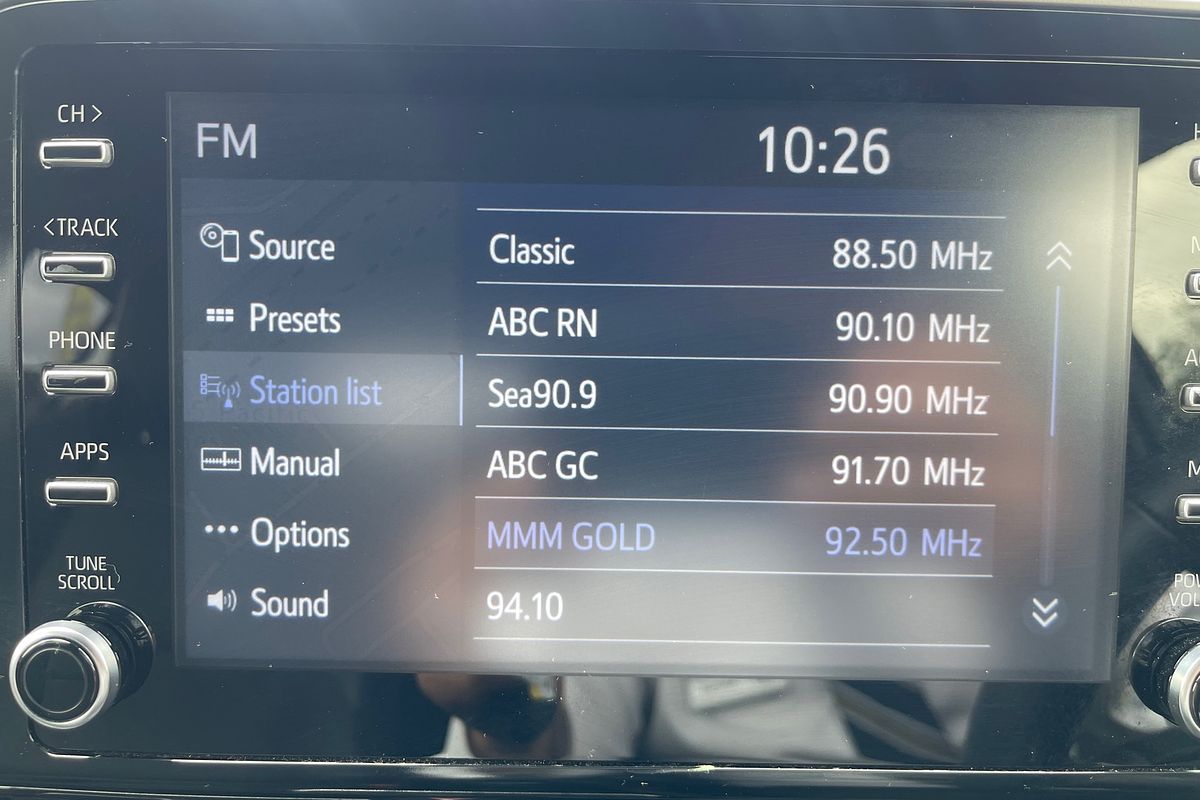 CH >
<TRACK
PHONE
APPS
TUNE
SCROLL
FM
10:26
Source
Presets
Station list
Manual
Options
Sound
Classic 88.50 MHz
ABC RN 90.10 MHz
Sea90.9 90.90 MHz
ABC GC 91.70 MHz
MMM GOLD 92.50 MHz
94.10